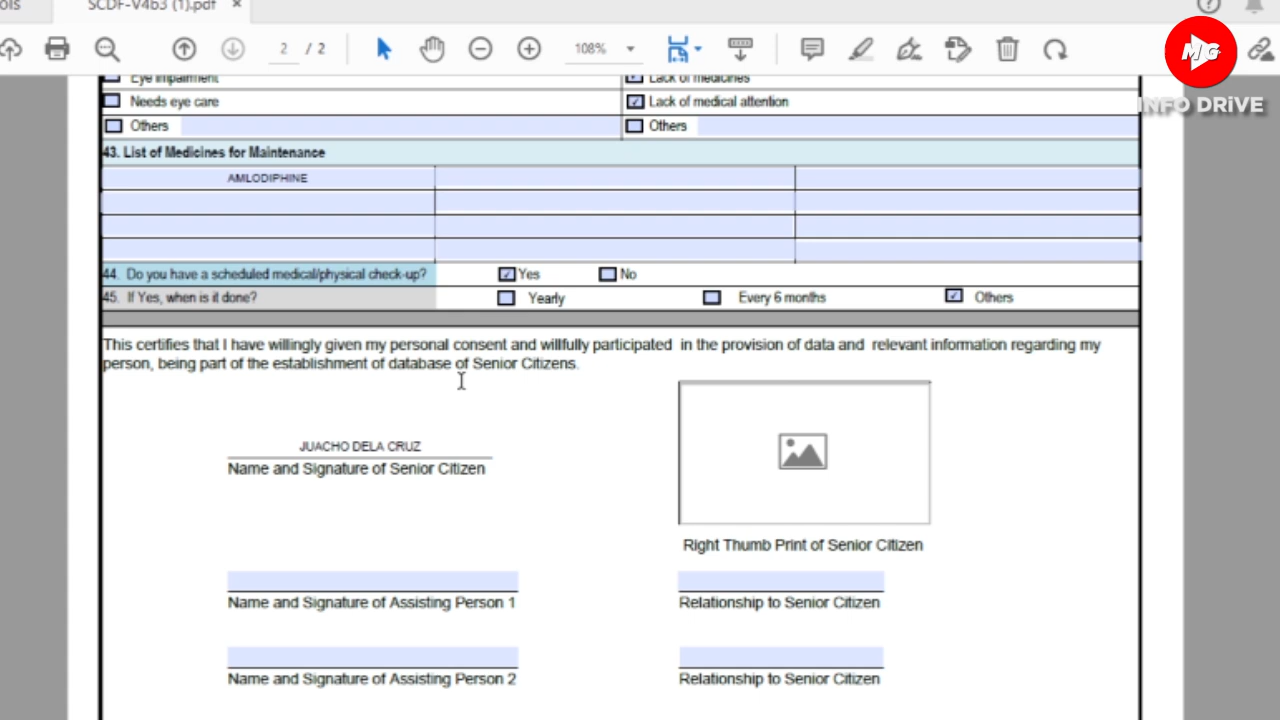 SCDF-V4b3 (1).pdf ×
2 / 2 108%
MG
INFO DRiVE
Eye impairment Lack of medicines
Needs eye care Lack of medical attention
Others Others
43. List of Medicines for Maintenance
AMLODIPHINE
44. Do you have a scheduled medical/physical check-up? Yes No
45. If Yes, when is it done? Yearly Every 6 months Others
This certifies that I have willingly given my personal consent and willfully participated in the provision of data and relevant information regarding my
person, being part of the establishment of database of Senior Citizens.
JUACHO DELA CRUZ
Name and Signature of Senior Citizen
Right Thumb Print of Senior Citizen
Name and Signature of Assisting Person 1 Relationship to Senior Citizen
Name and Signature of Assisting Person 2 Relationship to Senior Citizen